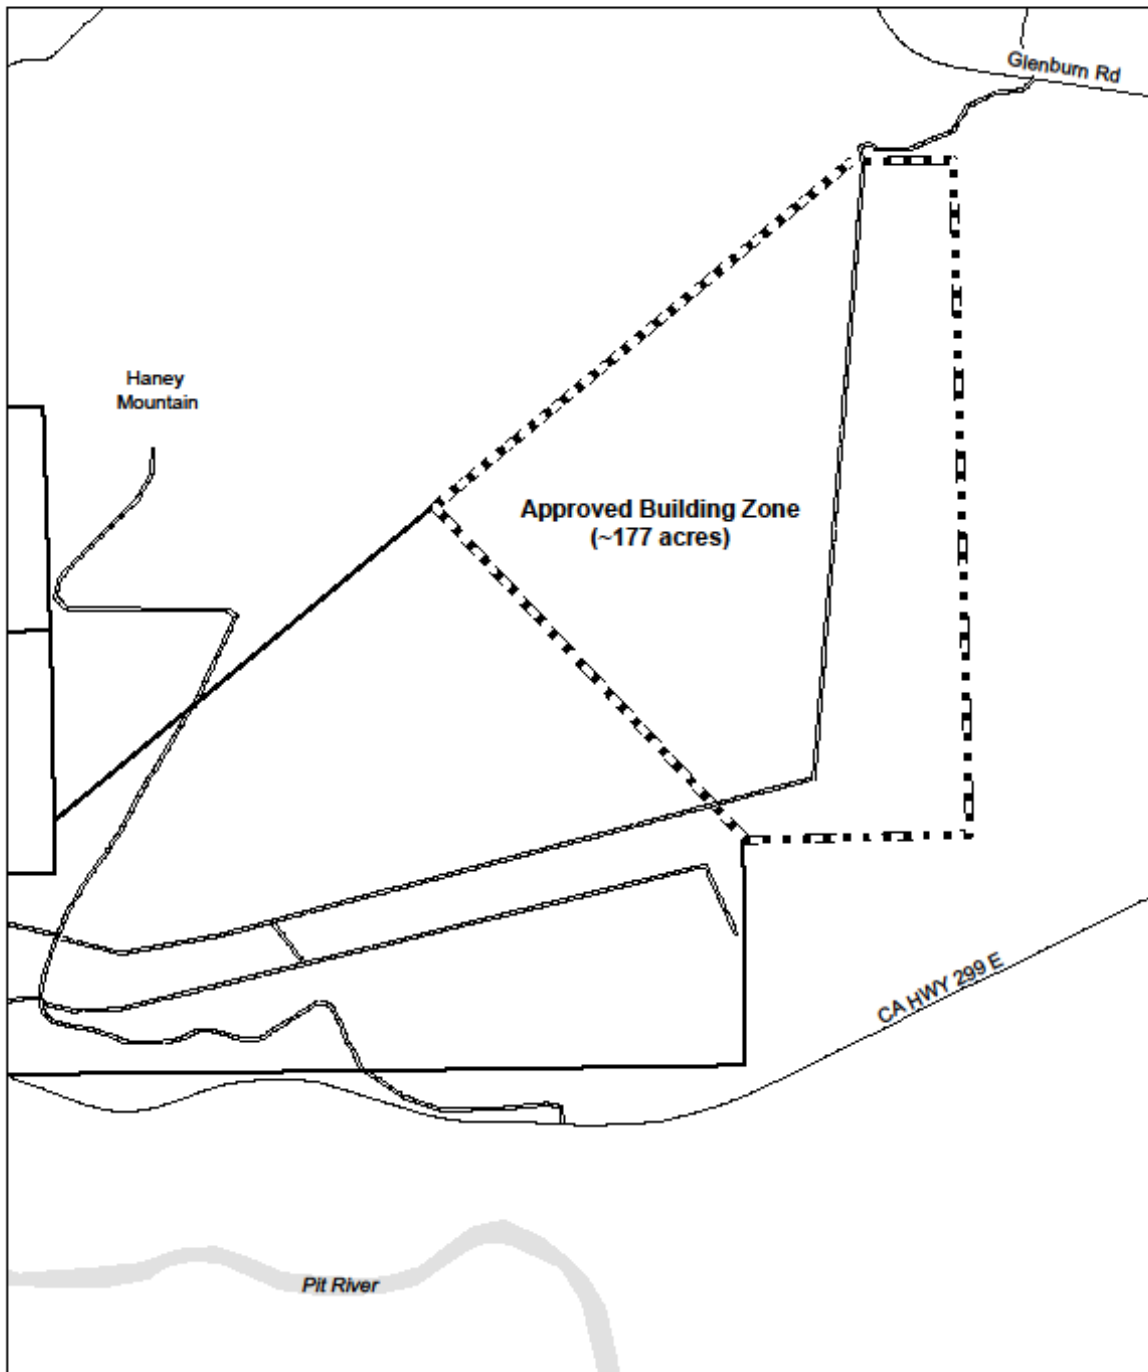 Glenburn Rd
Haney
Mountain
Approved Building Zone
(~177 acres)
CA HWY 299 E
Pit River